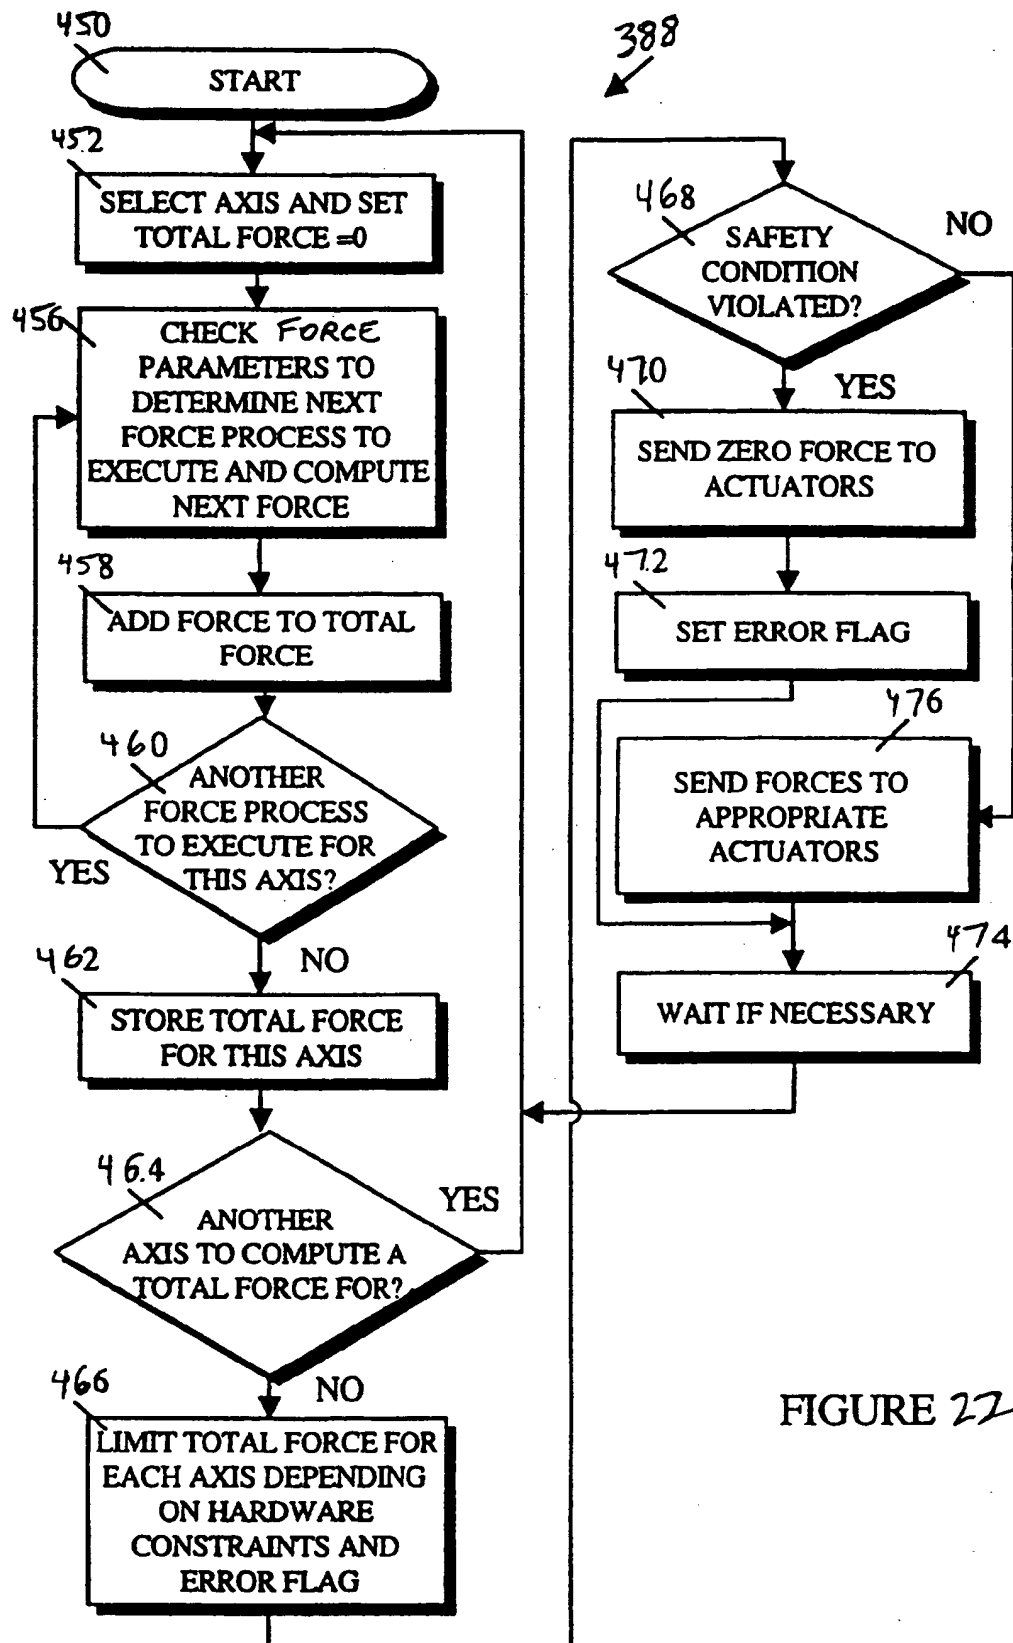 450
START
388
452
SELECT AXIS AND SET
TOTAL FORCE =0
456
CHECK FORCE
PARAMETERS TO
DETERMINE NEXT
FORCE PROCESS TO
EXECUTE AND COMPUTE
NEXT FORCE
458
ADD FORCE TO TOTAL
FORCE
460
ANOTHER
FORCE PROCESS
TO EXECUTE FOR
THIS AXIS?
YES
NO
462
STORE TOTAL FORCE
FOR THIS AXIS
464
ANOTHER
AXIS TO COMPUTE A
TOTAL FORCE FOR?
YES
NO
466
LIMIT TOTAL FORCE FOR
EACH AXIS DEPENDING
ON HARDWARE
CONSTRAINTS AND
ERROR FLAG
468
SAFETY
CONDITION
VIOLATED?
NO
YES
470
SEND ZERO FORCE TO
ACTUATORS
472
SET ERROR FLAG
476
SEND FORCES TO
APPROPRIATE
ACTUATORS
474
WAIT IF NECESSARY
FIGURE 22